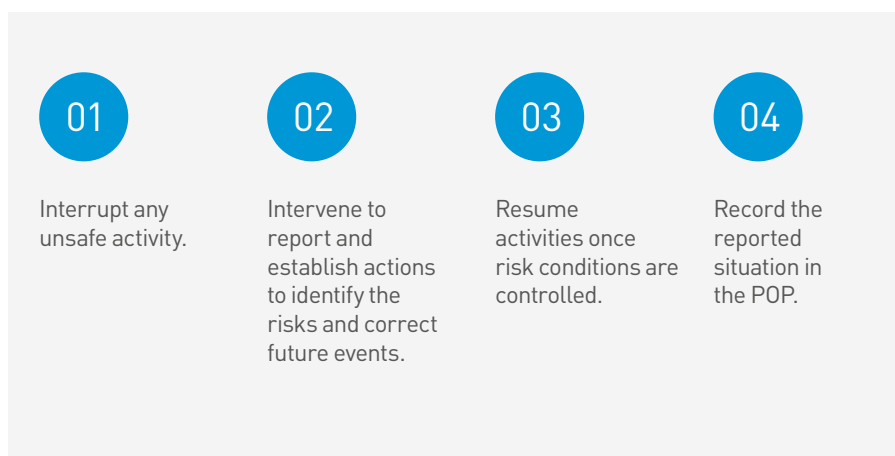 01
Interrupt any
unsafe activity.
02
Intervene to
report and
establish actions
to identify the
risks and correct
future events.
03
Resume
activities once
risk conditions are
controlled.
04
Record the
reported
situation in
the POP.